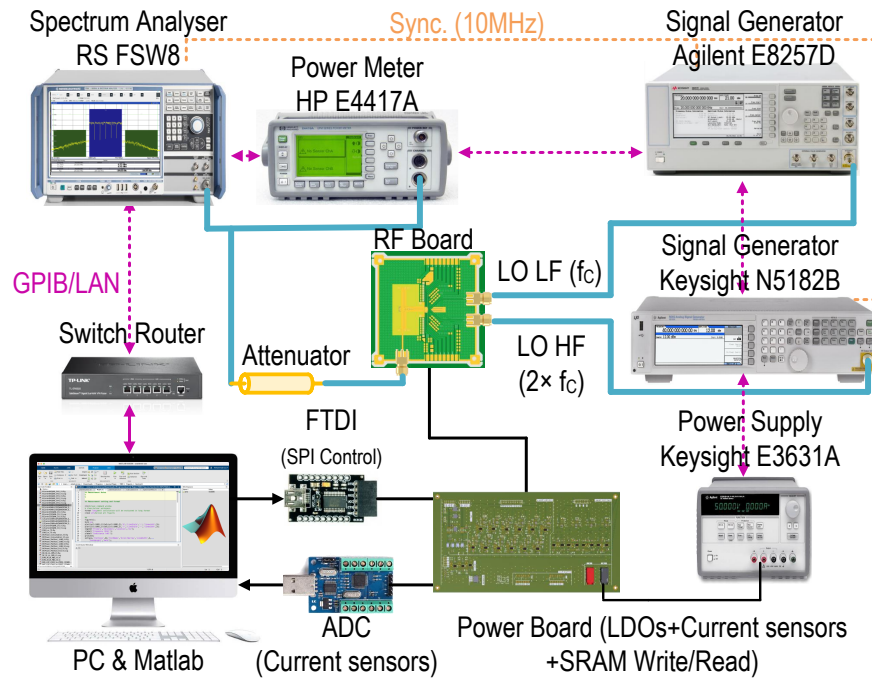 Spectrum Analyser
RS FSW8
Sync. (10MHz)
Signal Generator
Agilent E8257D
Power Meter
HP E4417A
RF Board
LO LF (fC)
Signal Generator
Keysight N5182B
GPIB/LAN
Switch Router
TP-LINK
Attenuator
LO HF
(2× fC)
FTDI
(SPI Control)
Power Supply
Keysight E3631A
ADC
(Current sensors)
PC & Matlab
Power Board (LDOs+Current sensors
+SRAM Write/Read)